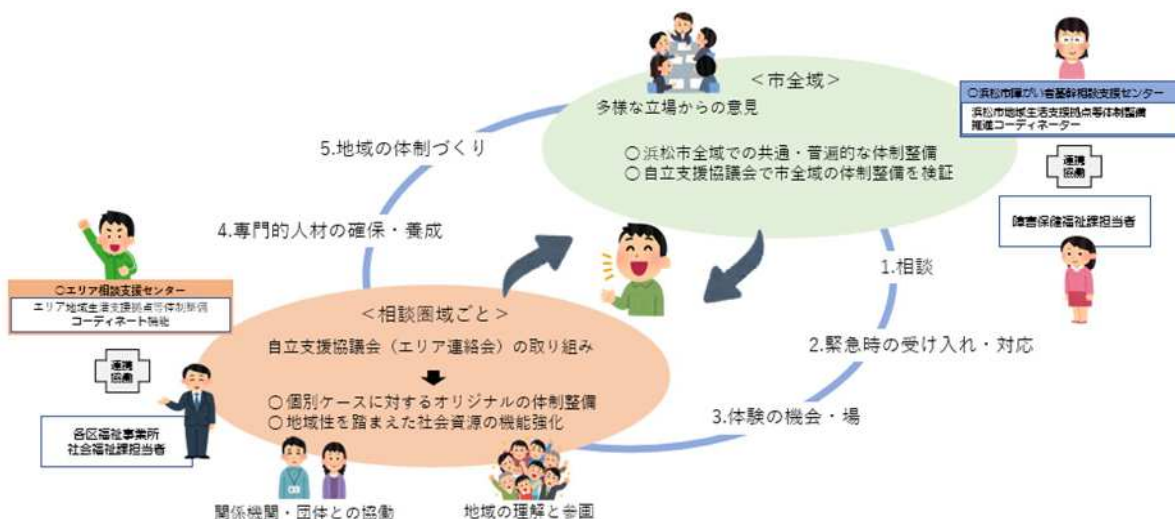 ＜市全域＞
多様な立場からの意見
○浜松市全域での共通・普遍的な体制整備
○自立支援協議会で市全域の体制整備を検証
○浜松市障がい者基幹相談支援センター
浜松市地域生活支援拠点等体制整備
推進コーディネーター
連携
協働
障害保健福祉課担当者
5.地域の体制づくり
4.専門的人材の確保・養成
1.相談
2.緊急時の受け入れ・対応
3.体験の機会・場
○エリア相談支援センター
エリア地域生活支援拠点等体制整備
コーディネート機能
連携
協働
各区福祉事業所
社会福祉課担当者
＜相談圏域ごと＞
自立支援協議会（エリア連絡会）の取り組み
○個別ケースに対するオリジナルの体制整備
○地域性を踏まえた社会資源の機能強化
関係機関・団体との協働
地域の理解と参画